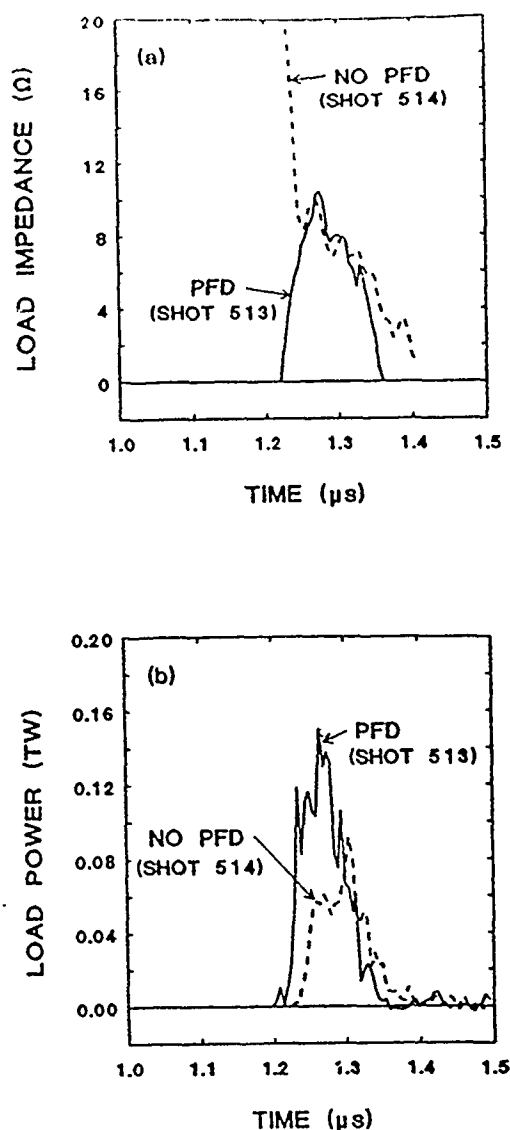 20
(a)
16
NO PFD
(SHOT 514)
12
LOAD IMPEDANCE (Ω)
8
PFD
(SHOT 513)
4
0
1.0 1.1 1.2 1.3 1.4 1.5
TIME (μs)
0.20
(b)
0.16
PFD
(SHOT 513)
0.12
LOAD POWER (TW)
NO PFD
(SHOT 514)
0.08
0.04
0.00
1.0 1.1 1.2 1.3 1.4 1.5
TIME (μs)